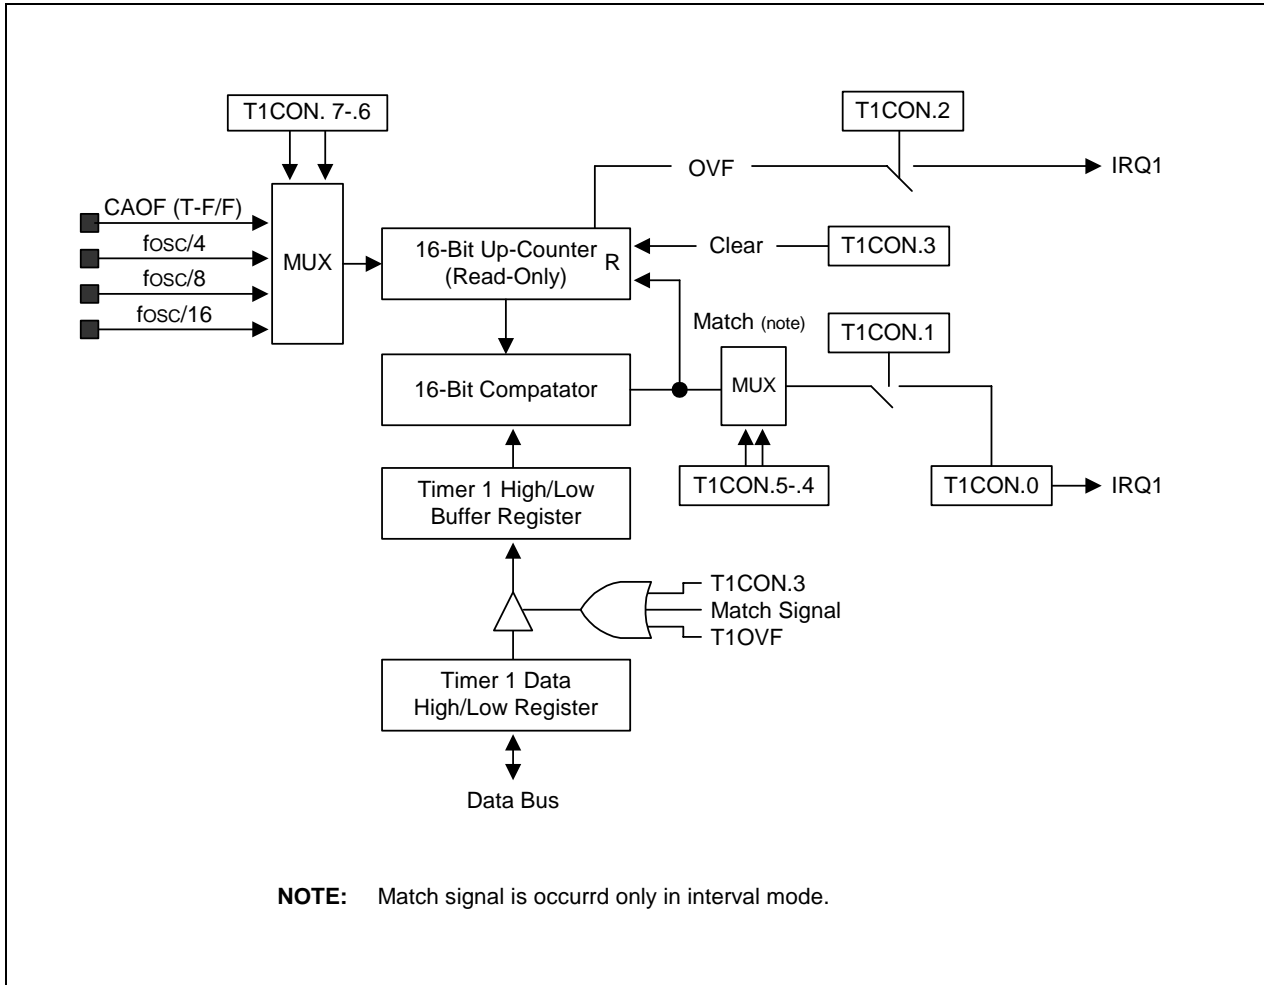 T1CON. 7-.6
T1CON.2
OVF
IRQ1
CAOF (T-F/F)
fOSC/4
fOSC/8
fOSC/16
MUX
16-Bit Up-Counter
(Read-Only)
R
Clear
T1CON.3
Match (note)
T1CON.1
16-Bit Compatator
MUX
T1CON.5-.4
T1CON.0
IRQ1
Timer 1 High/Low
Buffer Register
T1CON.3
Match Signal
T1OVF
Timer 1 Data
High/Low Register
Data Bus
NOTE: Match signal is occurrd only in interval mode.